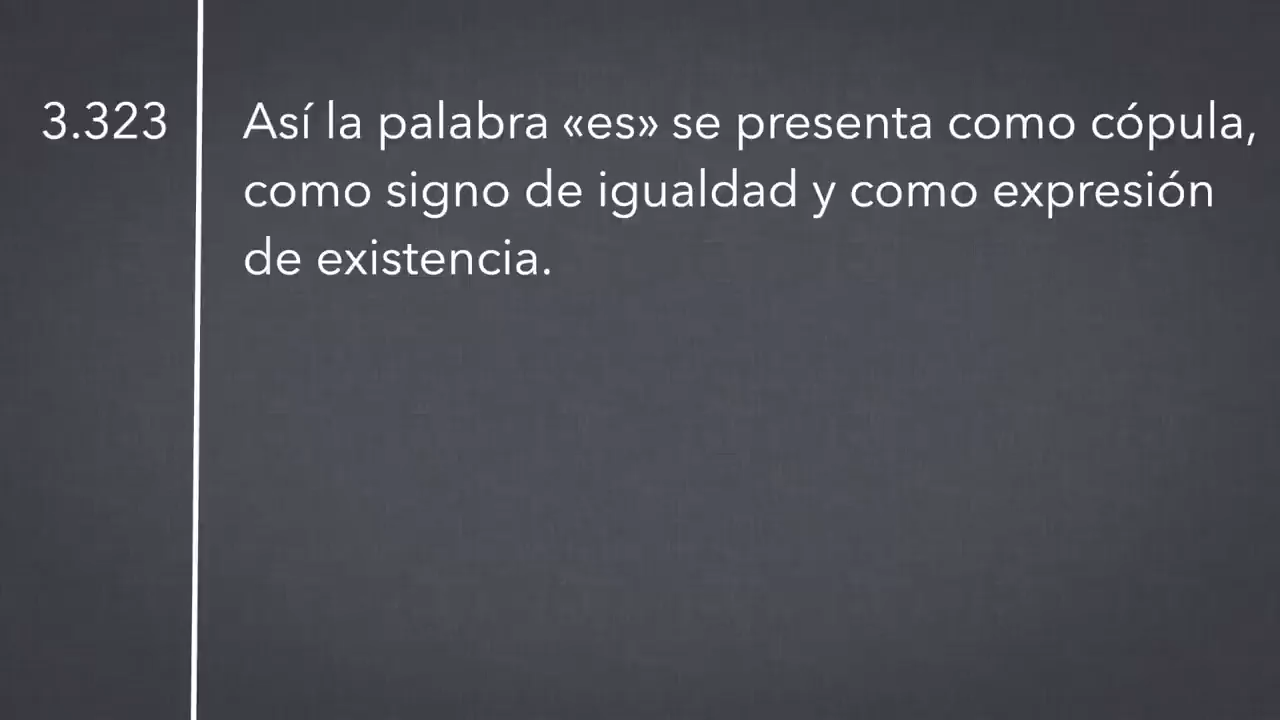 3.323 Así la palabra «es» se presenta como cópula,
como signo de igualdad y como expresión
de existencia.